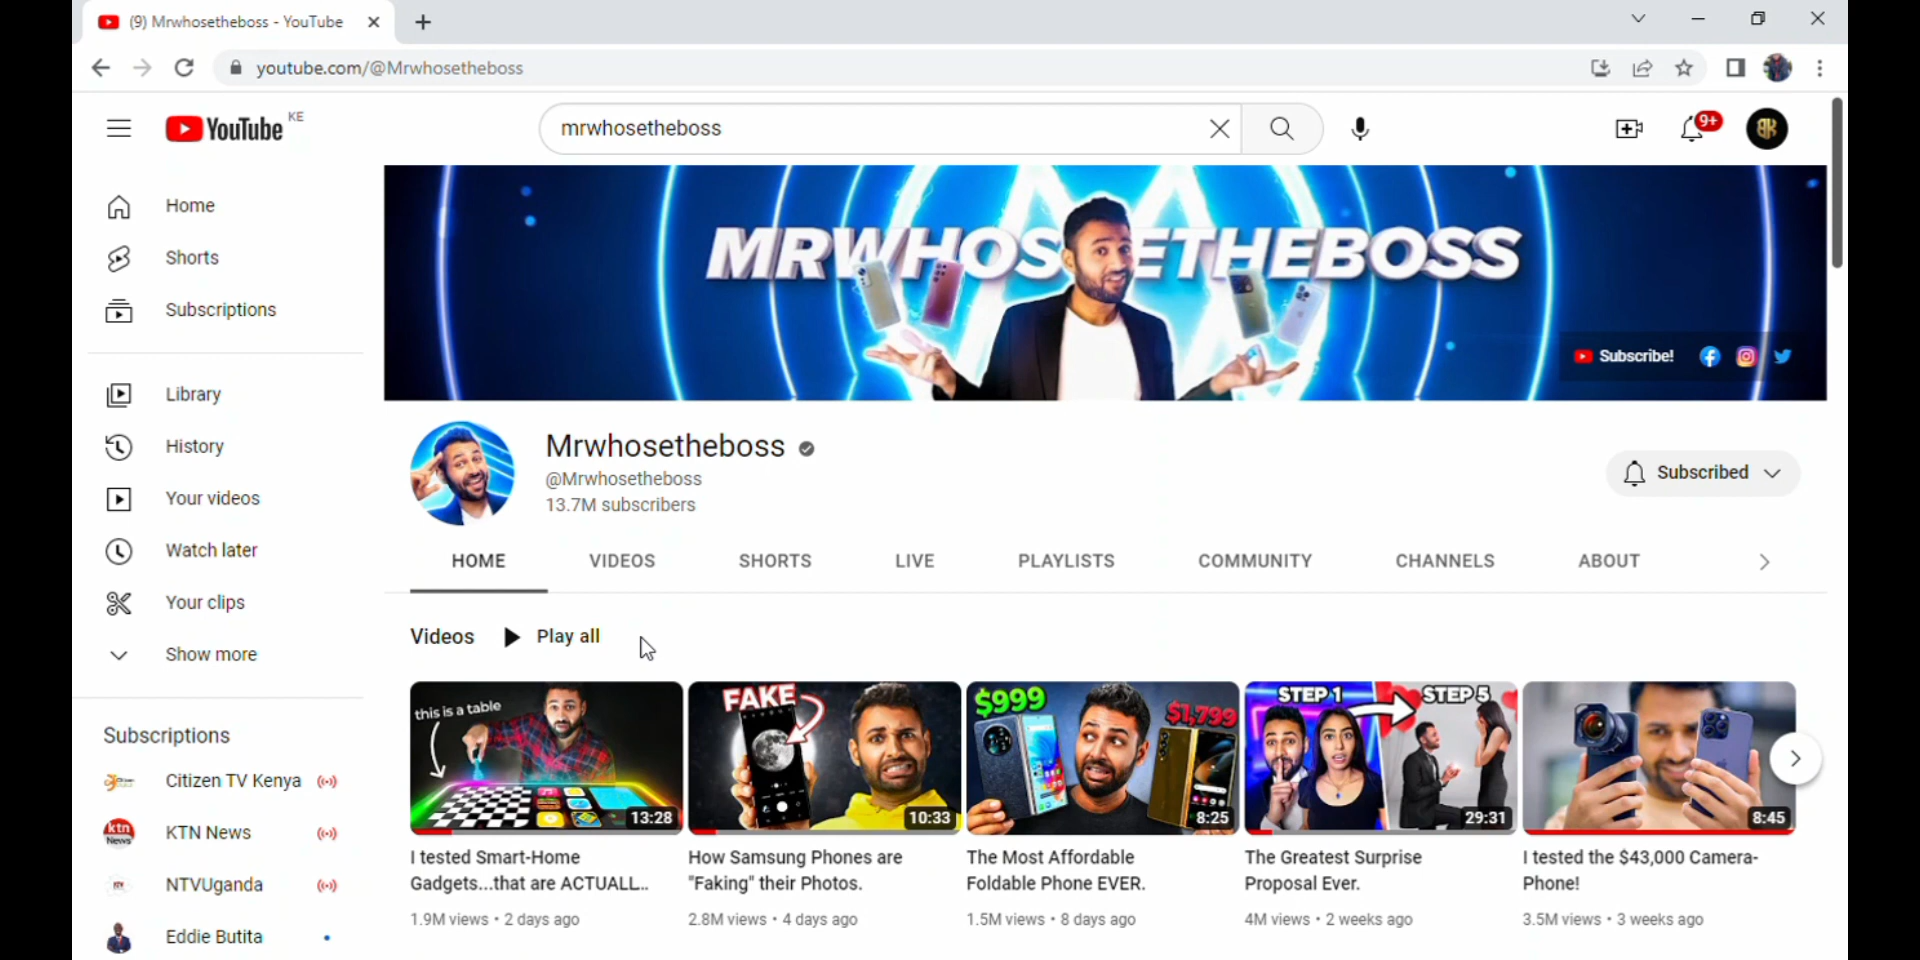 (9) Mrwhosetheboss - YouTube
youtube.com/@Mrwhosetheboss
YouTube KE
mrwhosetheboss
9+
Home
Shorts
Subscriptions
Library
History
Your videos
Watch later
Your clips
Show more
Subscriptions
Citizen TV Kenya
KTN News
NTVUganda
Eddie Butita
MRWHOSETHEBOSS
Subscribe!
Mrwhosetheboss
@Mrwhosetheboss
13.7M subscribers
Subscribed
HOME VIDEOS SHORTS LIVE PLAYLISTS COMMUNITY CHANNELS ABOUT
Videos Play all
this is a table
13:28
I tested Smart-Home
Gadgets...that are ACTUALL...
1.9M views • 2 days ago
FAKE
10:33
How Samsung Phones are
"Faking" their Photos.
2.8M views • 4 days ago
$999
$1,799
8:25
The Most Affordable
Foldable Phone EVER.
1.5M views • 8 days ago
STEP 1
STEP 5
29:31
The Greatest Surprise
Proposal Ever.
4M views • 2 weeks ago
8:45
I tested the $43,000 Camera-
Phone!
3.5M views • 3 weeks ago